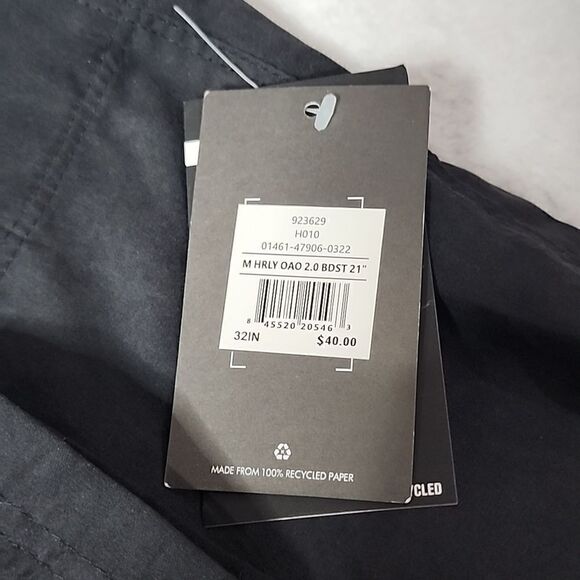 923629
H010
01461-47906-0322
M HRLY OAO 2.0 BDST 21"
8 45520 20546 3
32IN $40.00
MADE FROM 100% RECYCLED PAPER